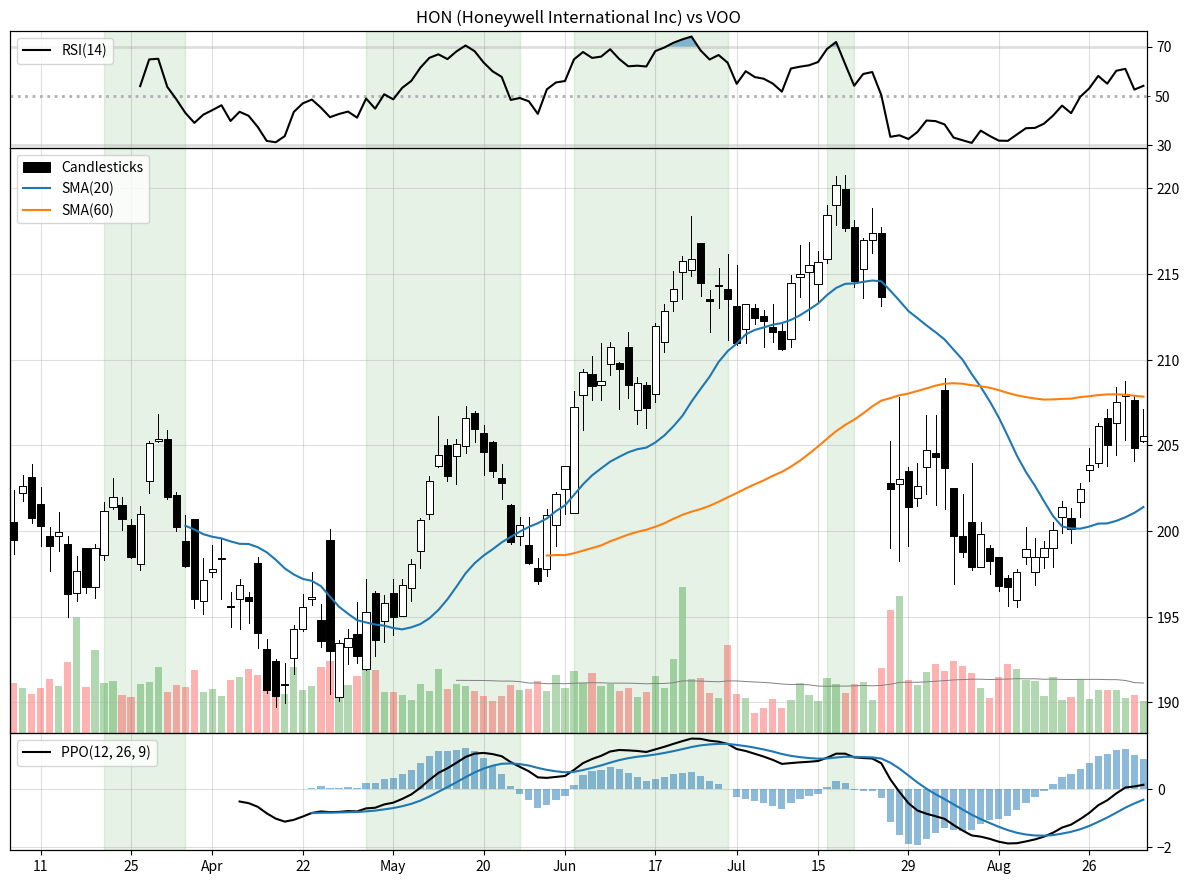 HON (Honeywell International Inc) vs VOO
RSI(14)
70
50
30
Candlesticks
SMA(20)
SMA(60)
220
215
210
205
200
195
190
PPO(12, 26, 9)
0
−2
11 25 Apr 22 May 20 Jun 17 Jul 15 29 Aug 26